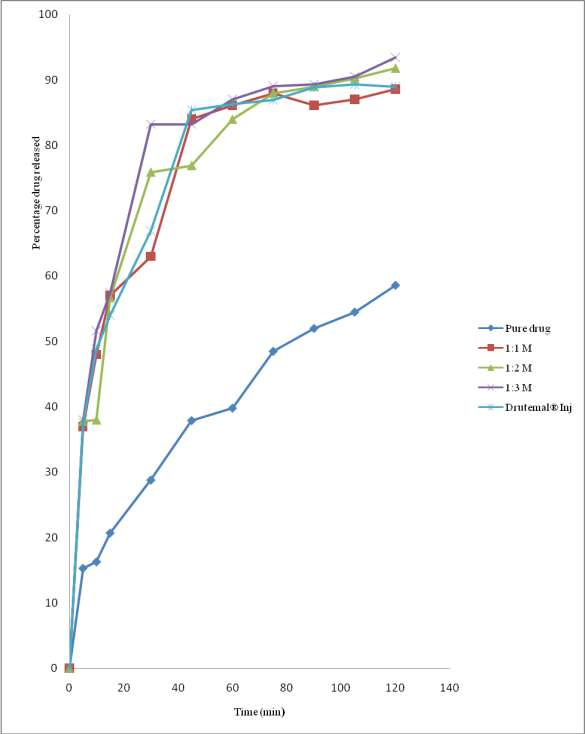 100
90
80
70
60
50
40
30
20
10
0
Percentage drug released
0 20 40 60 80 100 120 140
Time (min)
Pure drug
1:1 M
1:2 M
1:3 M
Drutemal® Inj